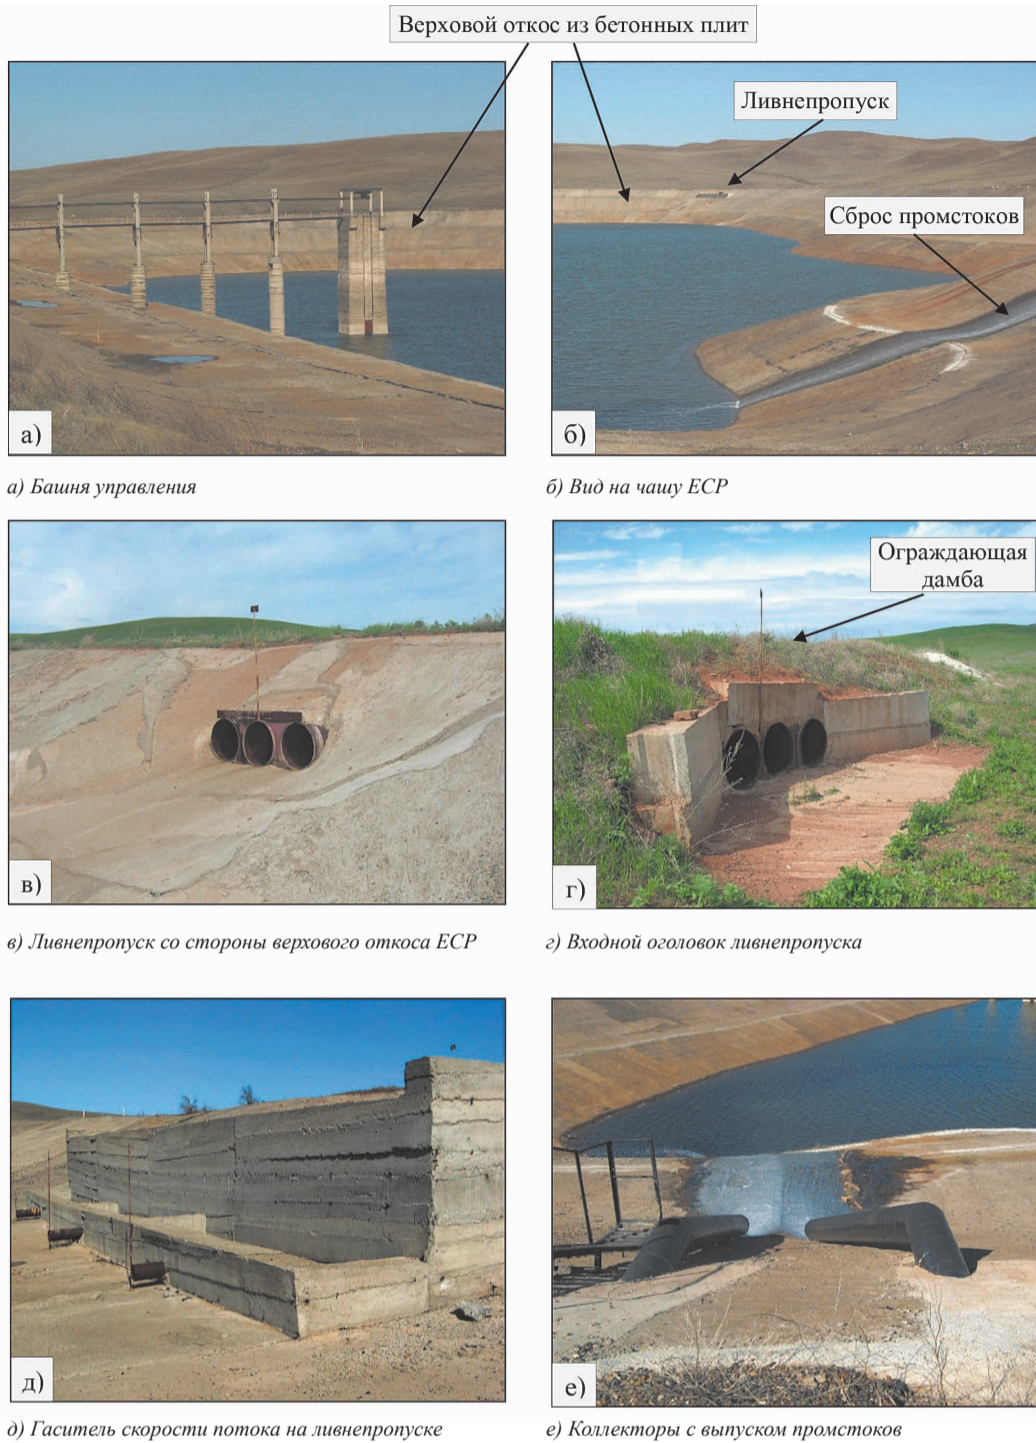 Верховой откос из бетонных плит
Ливнепропуск
Сброс промстоков
а)
б)
а) Башня управления
б) Вид на чашу ЕСР
Ограждающая
дамба
в)
г)
в) Ливнепропуск со стороны верхового откоса ЕСР
г) Входной оголовок ливнепропуска
д)
е)
д) Гаситель скорости потока на ливнепропуске
е) Коллекторы с выпуском промстоков